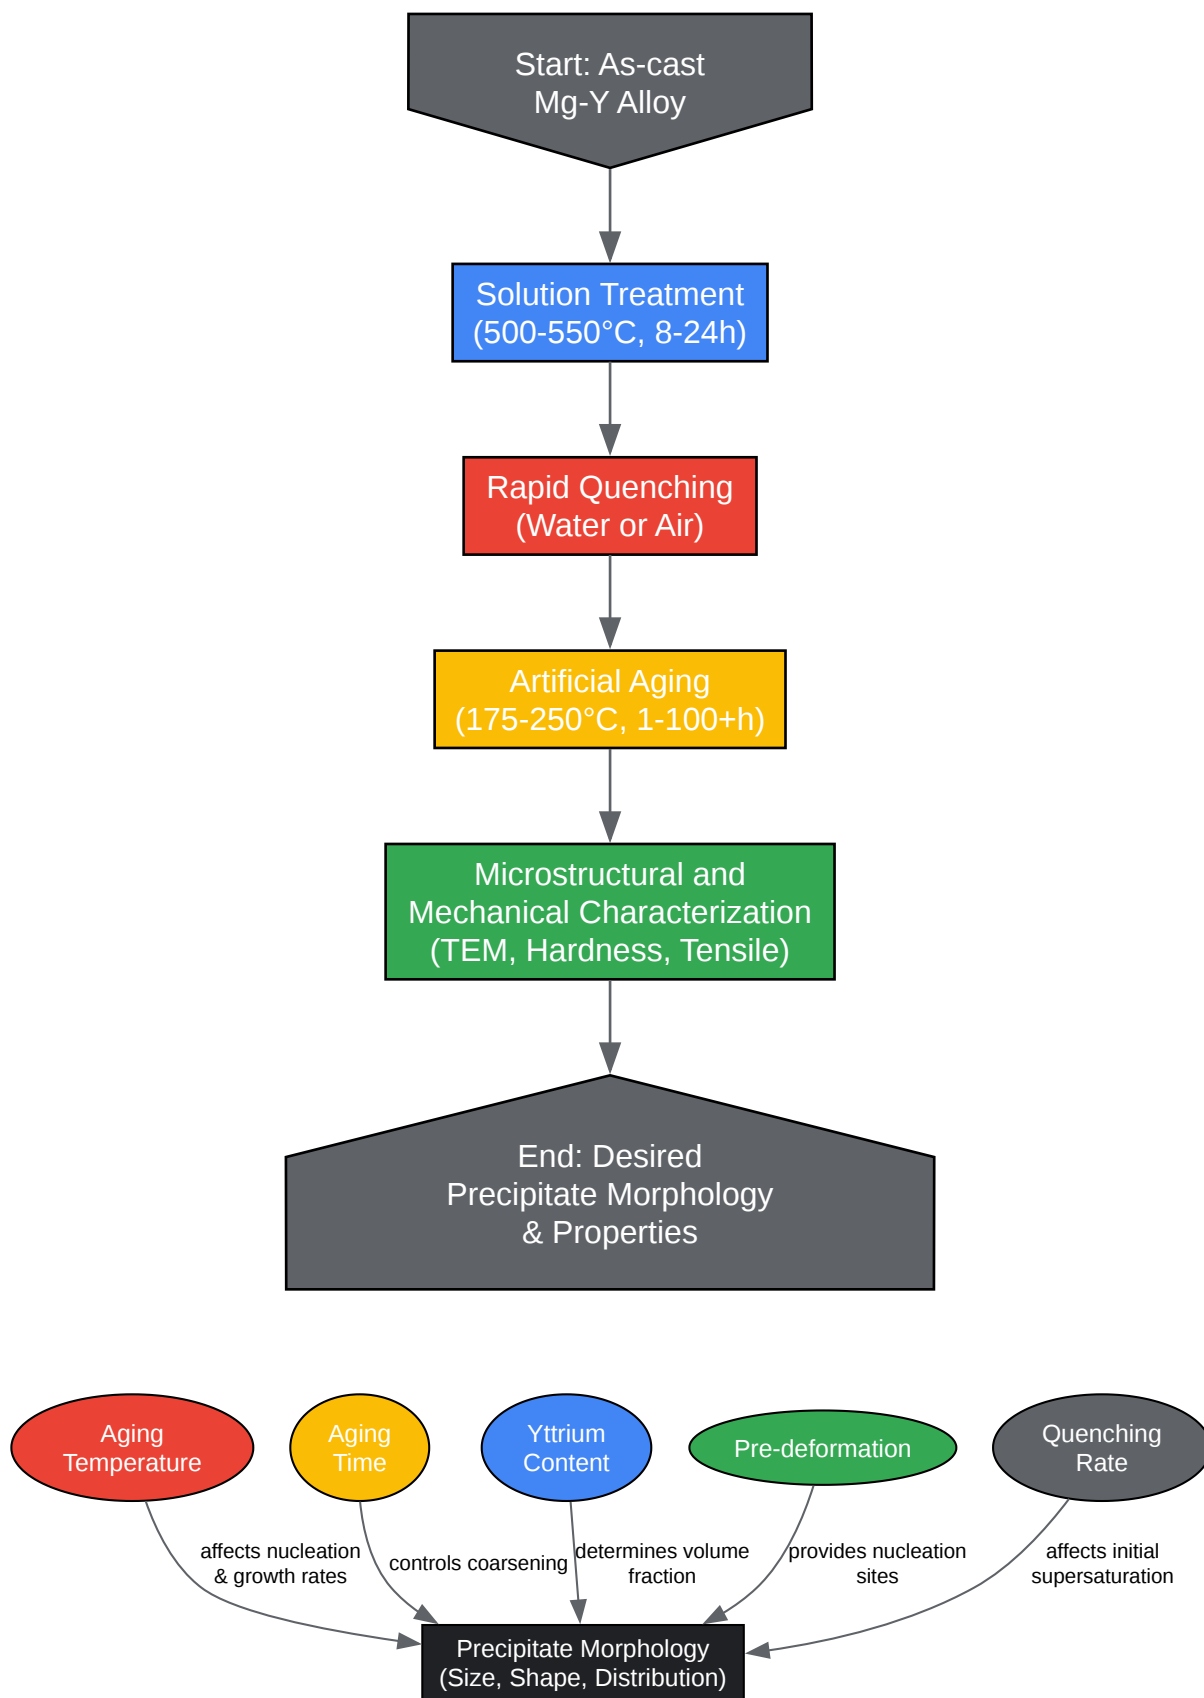 Start: As-cast
Mg-Y Alloy
Solution Treatment
(500-550°C, 8-24h)
Rapid Quenching
(Water or Air)
Artificial Aging
(175-250°C, 1-100+h)
Microstructural and
Mechanical Characterization
(TEM, Hardness, Tensile)
End: Desired
Precipitate Morphology
& Properties
Aging
Temperature
Aging
Time
Yttrium
Content
Pre-deformation
Quenching
Rate
affects nucleation
& growth rates
controls coarsening
determines volume
fraction
provides nucleation
sites
affects initial
supersaturation
Precipitate Morphology
(Size, Shape, Distribution)